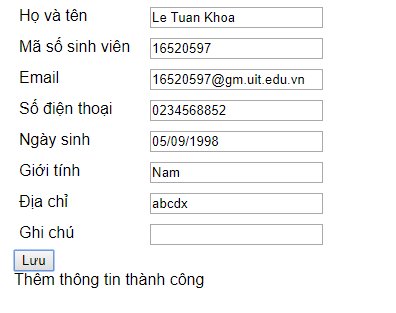 Họ và tên Le Tuan Khoa
Mã số sinh viên 16520597
Email 16520597@gm.uit.edu.vn
Số điện thoại 0234568852
Ngày sinh 05/09/1998
Giới tính Nam
Địa chỉ abcdx
Ghi chú
Lưu
Thêm thông tin thành công